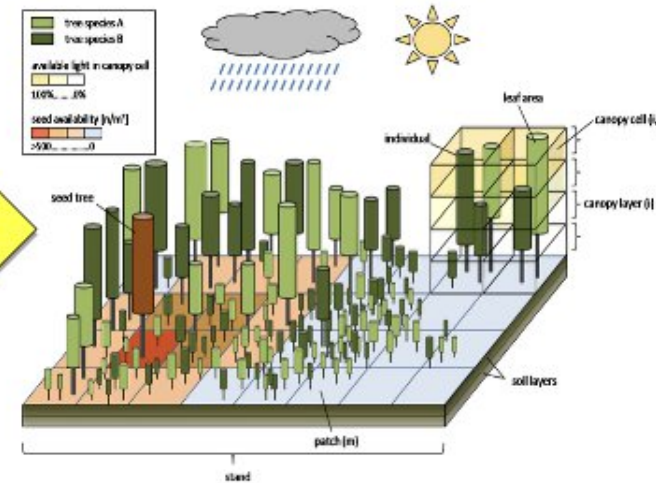 tree species A
tree species B
available light in canopy cell
100%......0%
seed availability [n/m²]
>500..........0
seed tree
individual
leaf area
canopy cell (i,
canopy layer (i)
soil layers
patch (m)
stand